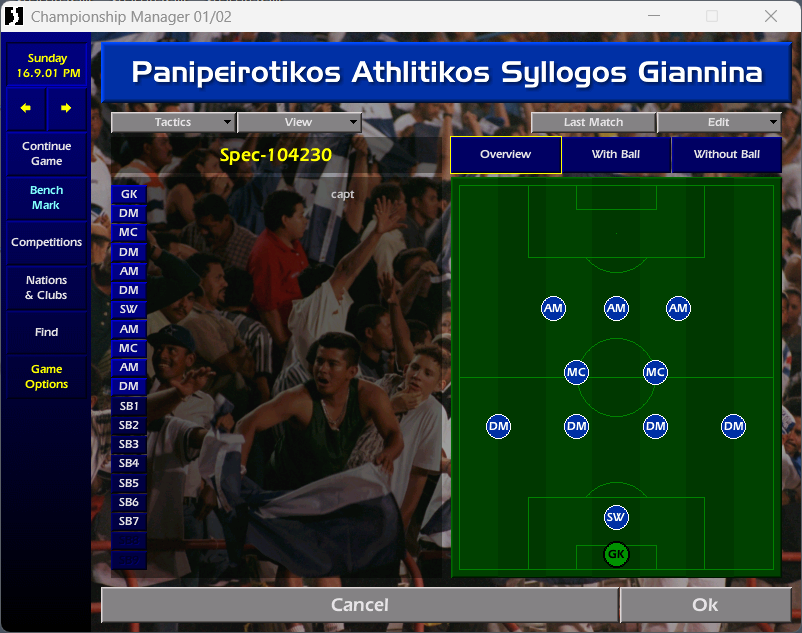 Championship Manager 01/02
Sunday
16.9.01 PM
Panipeirotikos Athlitikos Syllogos Giannina
Continue
Game
Bench
Mark
Competitions
Nations
& Clubs
Find
Game
Options
Tactics
View
Last Match
Edit
Spec-104230
Overview
With Ball
Without Ball
GK
capt
DM
MC
DM
AM
DM
SW
AM
MC
AM
DM
SB1
SB2
SB3
SB4
SB5
SB6
SB7
AM AM AM
MC MC
DM DM DM DM
SW
GK
Cancel
Ok